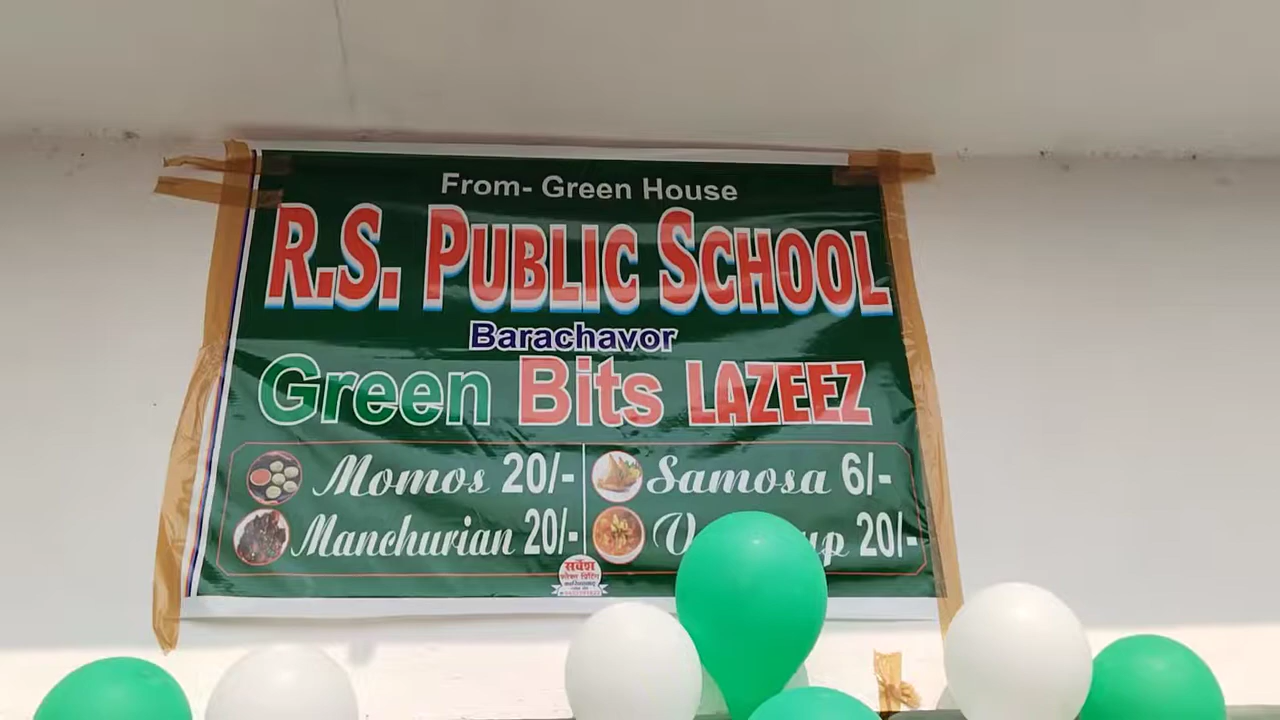 From- Green House
R.S. PUBLIC SCHOOL
Barachavor
Green Bits LAZEEZ
Momos 20/-
Samosa 6/-
Manchurian 20/-
20/-
सर्वेश